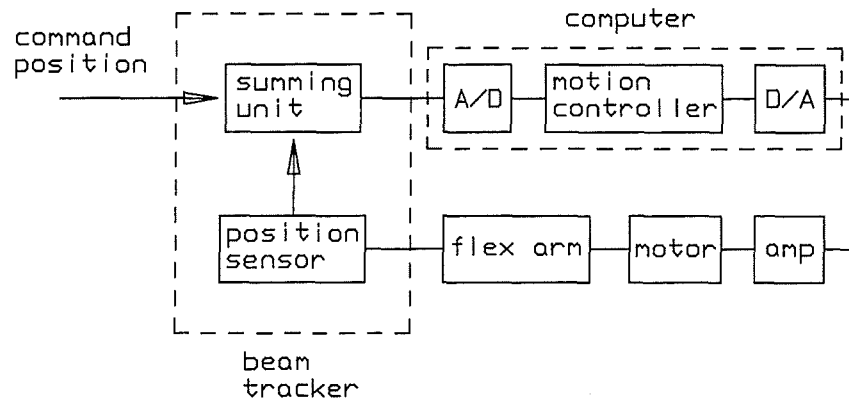 computer
command
position
summing
unit
A/D
motion
controller
D/A
position
sensor
flex arm
motor
amp
beam
tracker